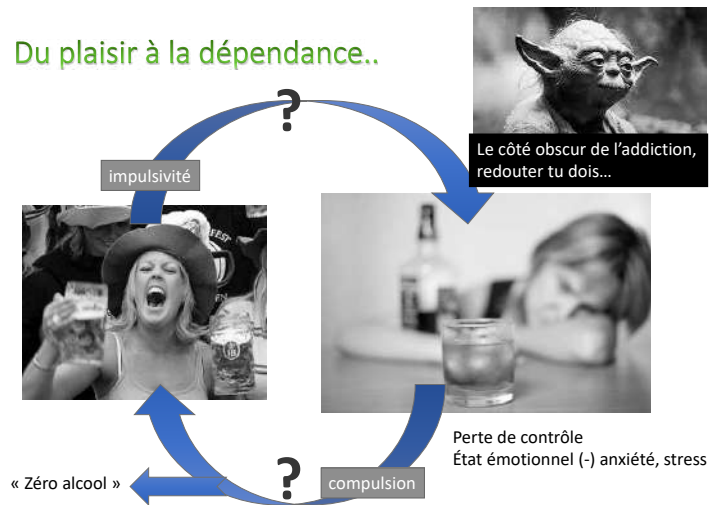 Du plaisir à la dépendance..
?
Le côté obscur de l'addiction,
redouter tu dois...
impulsivité
FEST
Perte de contrôle
État émotionnel (-) anxiété, stress
?
compulsion
« Zéro alcool »